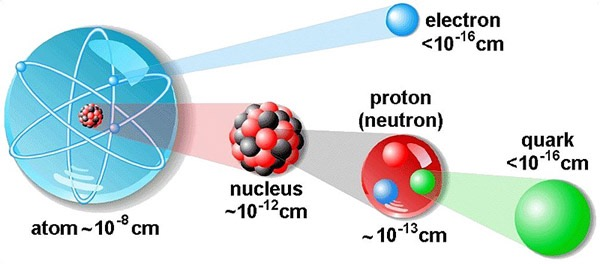 electron
<10⁻¹⁶cm
proton
(neutron)
quark
<10⁻¹⁶cm
nucleus
~10⁻¹²cm
atom ~10⁻⁸ cm
~10⁻¹³cm